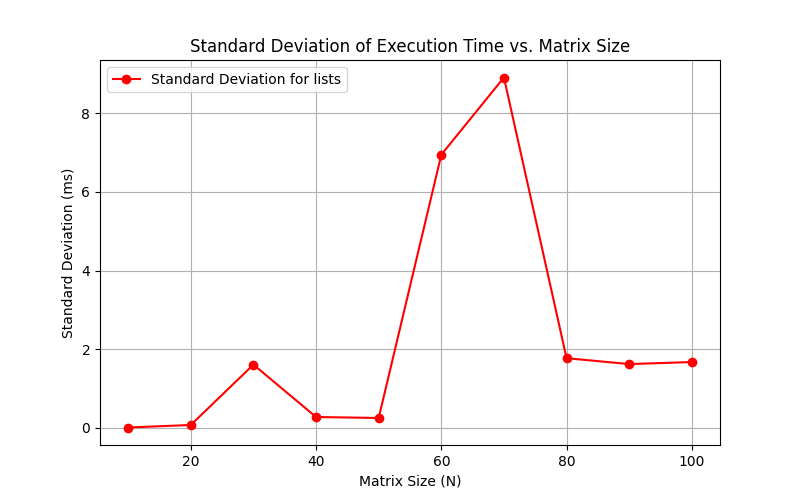 Standard Deviation of Execution Time vs. Matrix Size
Standard Deviation for lists
8
6
4
2
0
Standard Deviation (ms)
20 40 60 80 100
Matrix Size (N)